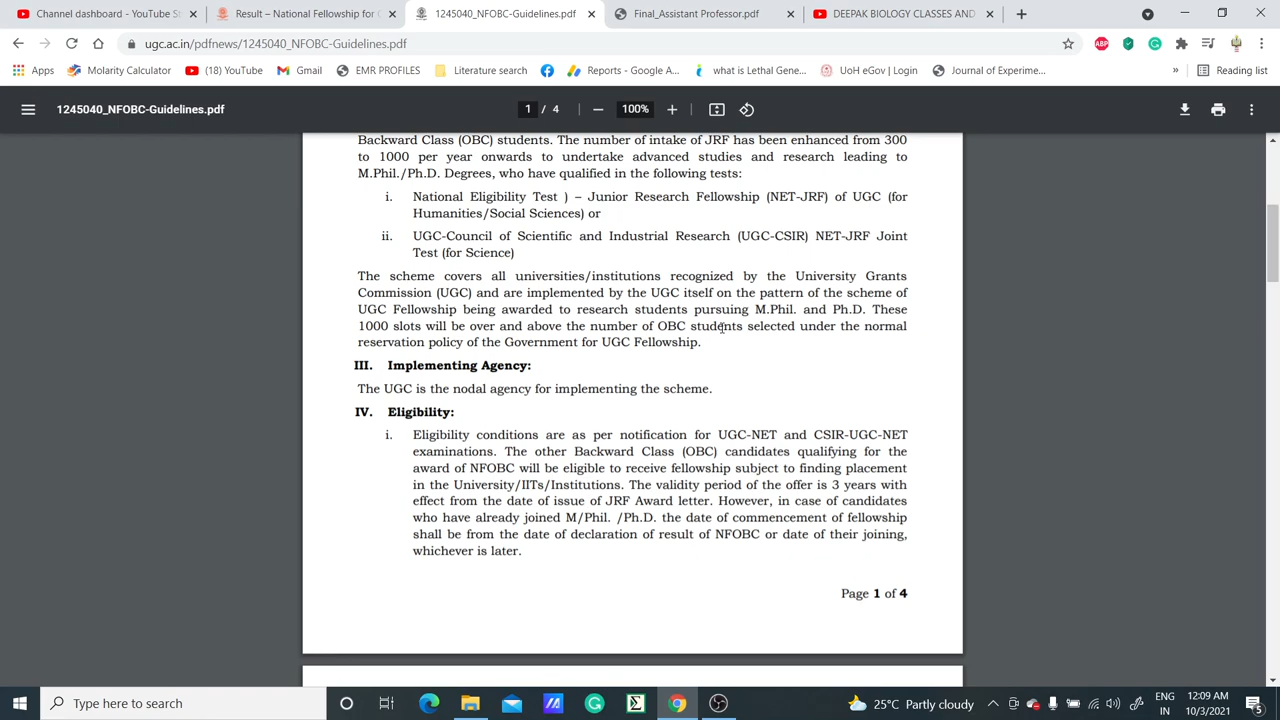 Channel dashboard - YouTube St
Result – National Fellowship for O
1245040_NFOBC-Guidelines.pdf
Final_Assistant Professor.pdf
DEEPAK BIOLOGY CLASSES AND
ugc.ac.in/pdfnews/1245040_NFOBC-Guidelines.pdf
Apps
Molarity Calculator
(18) YouTube
Gmail
EMR PROFILES
Literature search
Reports - Google A...
what is Lethal Gene...
UoH eGov | Login
Journal of Experime...
»
Reading list
1245040_NFOBC-Guidelines.pdf
1 / 4
100%
Backward Class (OBC) students. The number of intake of JRF has been enhanced from 300
to 1000 per year onwards to undertake advanced studies and research leading to
M.Phil./Ph.D. Degrees, who have qualified in the following tests:
i. National Eligibility Test ) – Junior Research Fellowship (NET-JRF) of UGC (for
Humanities/Social Sciences) or
ii. UGC-Council of Scientific and Industrial Research (UGC-CSIR) NET-JRF Joint
Test (for Science)
The scheme covers all universities/institutions recognized by the University Grants
Commission (UGC) and are implemented by the UGC itself on the pattern of the scheme of
UGC Fellowship being awarded to research students pursuing M.Phil. and Ph.D. These
1000 slots will be over and above the number of OBC students selected under the normal
reservation policy of the Government for UGC Fellowship.
III. Implementing Agency:
The UGC is the nodal agency for implementing the scheme.
IV. Eligibility:
i. Eligibility conditions are as per notification for UGC-NET and CSIR-UGC-NET
examinations. The other Backward Class (OBC) candidates qualifying for the
award of NFOBC will be eligible to receive fellowship subject to finding placement
in the University/IITs/Institutions. The validity period of the offer is 3 years with
effect from the date of issue of JRF Award letter. However, in case of candidates
who have already joined M/Phil. /Ph.D. the date of commencement of fellowship
shall be from the date of declaration of result of NFOBC or date of their joining,
whichever is later.
Page 1 of 4
Type here to search
25°C Partly cloudy
ENG
IN
12:09 AM
10/3/2021
5